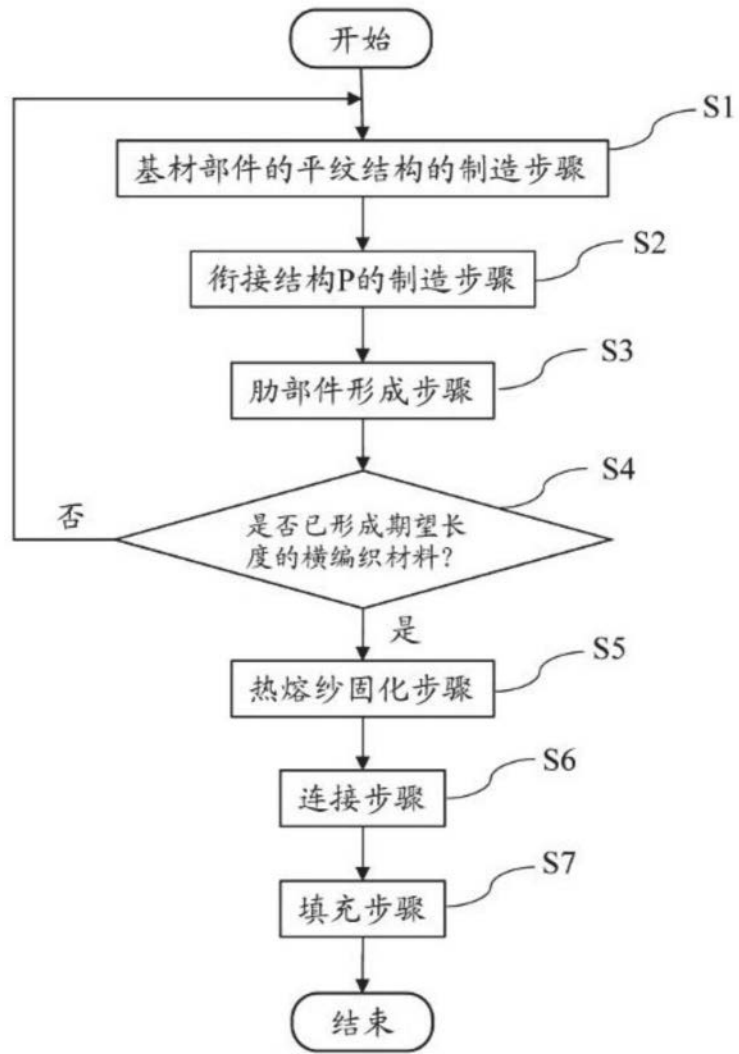 开始
S1
基材部件的平纹结构的制造步骤
S2
衔接结构P的制造步骤
S3
肋部件形成步骤
S4
否
是否已形成期望长
度的横编织材料?
是
S5
热熔纱固化步骤
S6
连接步骤
S7
填充步骤
结束